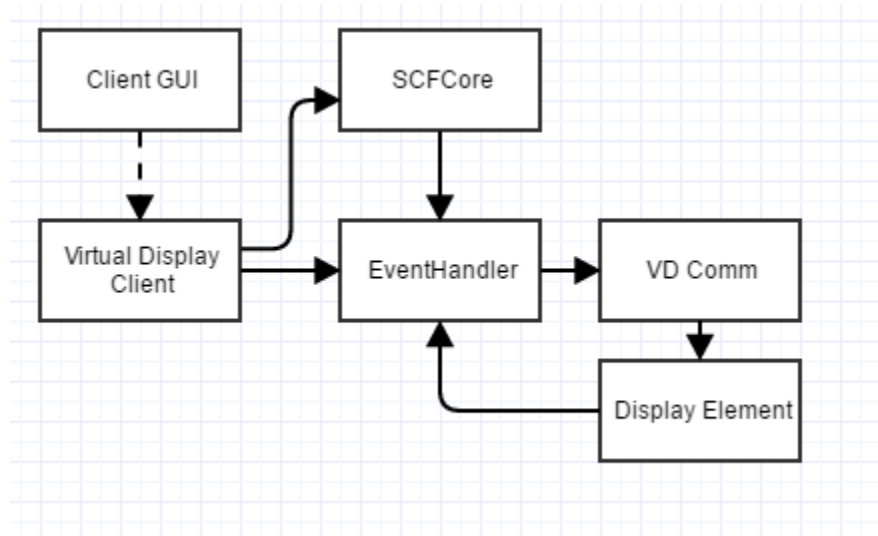 Client GUI
SCFCore
Virtual Display
Client
EventHandler
VD Comm
Display Element